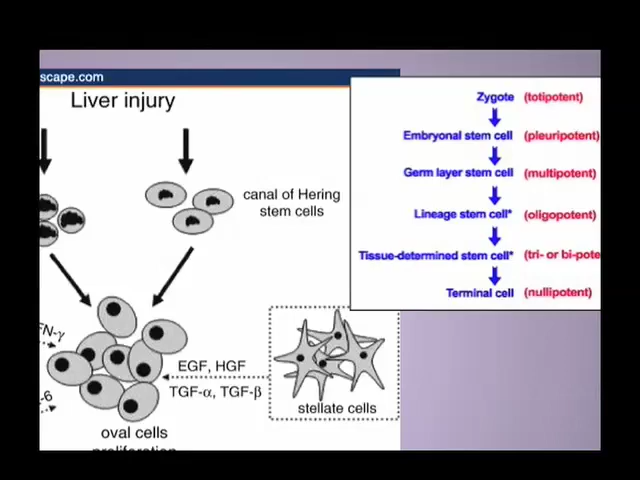 scape.com
Liver injury
canal of Hering
stem cells
EGF, HGF
TGF-α, TGF-β
stellate cells
oval cells
proliferation
Zygote (totipotent)
Embryonal stem cell (pleuripotent)
Germ layer stem cell (multipotent)
Lineage stem cell* (oligopotent)
Tissue-determined stem cell* (tri- or bi-pote
Terminal cell (nullipotent)
FN-γ
-6